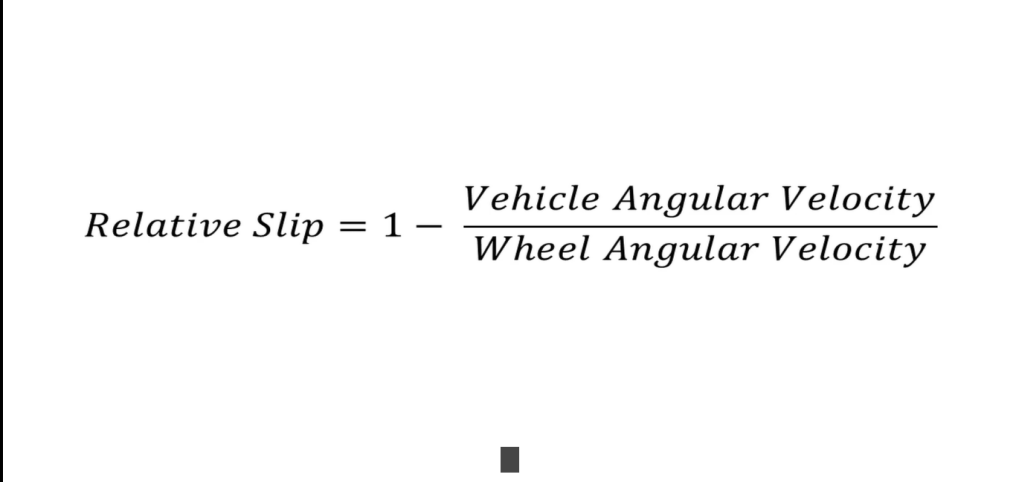 Relative Slip = 1 − Vehicle Angular Velocity / Wheel Angular Velocity